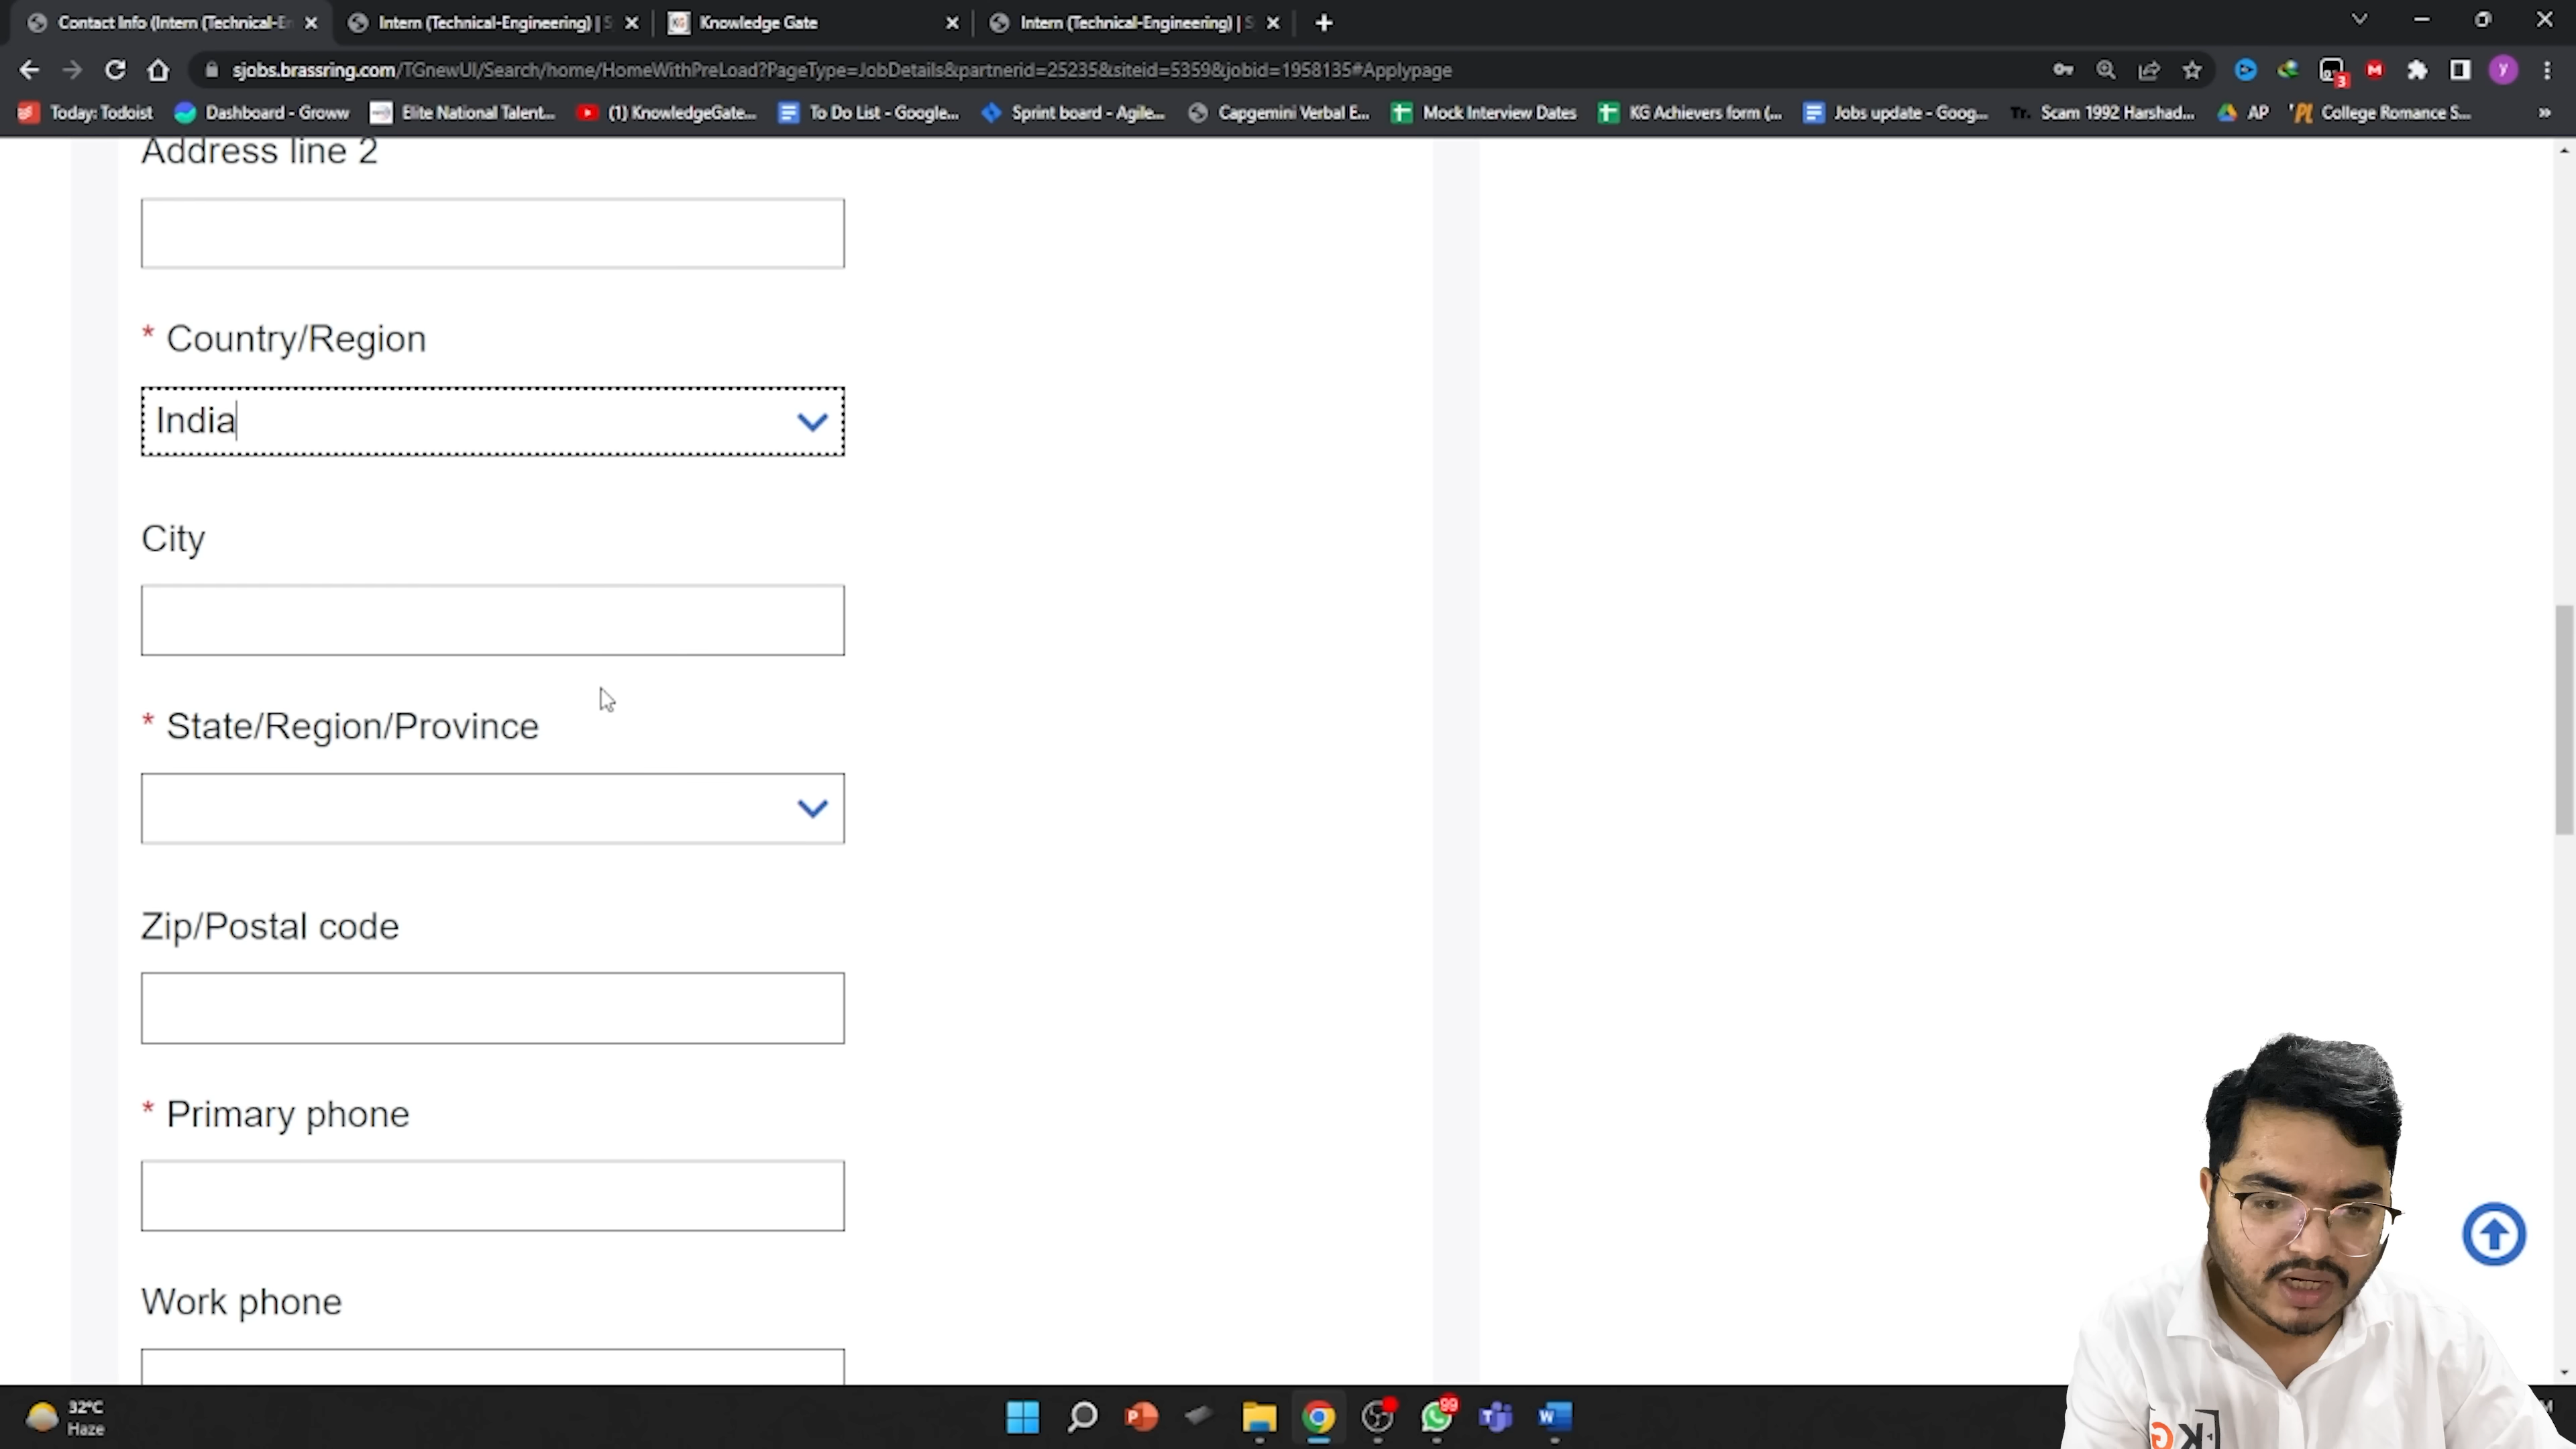 Contact Info (Intern (Technical-En
Intern (Technical-Engineering) | S
Knowledge Gate
Intern (Technical-Engineering) | S
sjobs.brassring.com/TGnewUI/Search/home/HomeWithPreLoad?PageType=JobDetails&partnerid=25235&siteid=5359&jobid=1958135#Applypage
3
M
y
Today: Todoist
Dashboard - Groww
Elite National Talent...
(1) KnowledgeGate...
To Do List - Google...
Sprint board - Agile...
Capgemini Verbal E...
Mock Interview Dates
KG Achievers form (...
Jobs update - Goog...
Tr. Scam 1992 Harshad...
AP
College Romance S...
»
Address line 2
* Country/Region
India
City
* State/Region/Province
Zip/Postal code
* Primary phone
Work phone
32°C
Haze
99